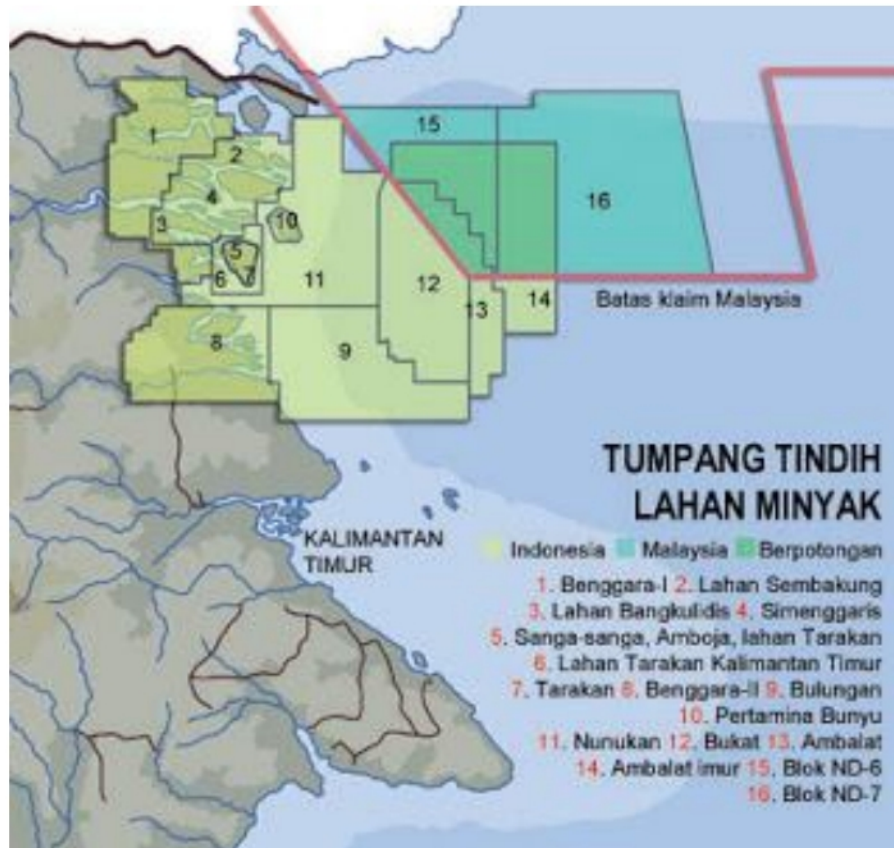 1
2
3
4
5
6
7
8
9
10
11
12
13
14
15
16
Batas klaim Malaysia
KALIMANTAN
TIMUR
TUMPANG TINDIH
LAHAN MINYAK
Indonesia Malaysia Berpotongan
1. Benggara-I 2. Lahan Sembakung
3. Lahan Bangkulidis 4. Simenggaris
5. Sanga-sanga, Amboja, lahan Tarakan
6. Lahan Tarakan Kalimantan Timur
7. Tarakan 8. Benggara-II 9. Bulungan
10. Pertamina Bunyu
11. Nunukan 12. Bukat 13. Ambalat
14. Ambalat imur 15. Blok ND-6
16. Blok ND-7